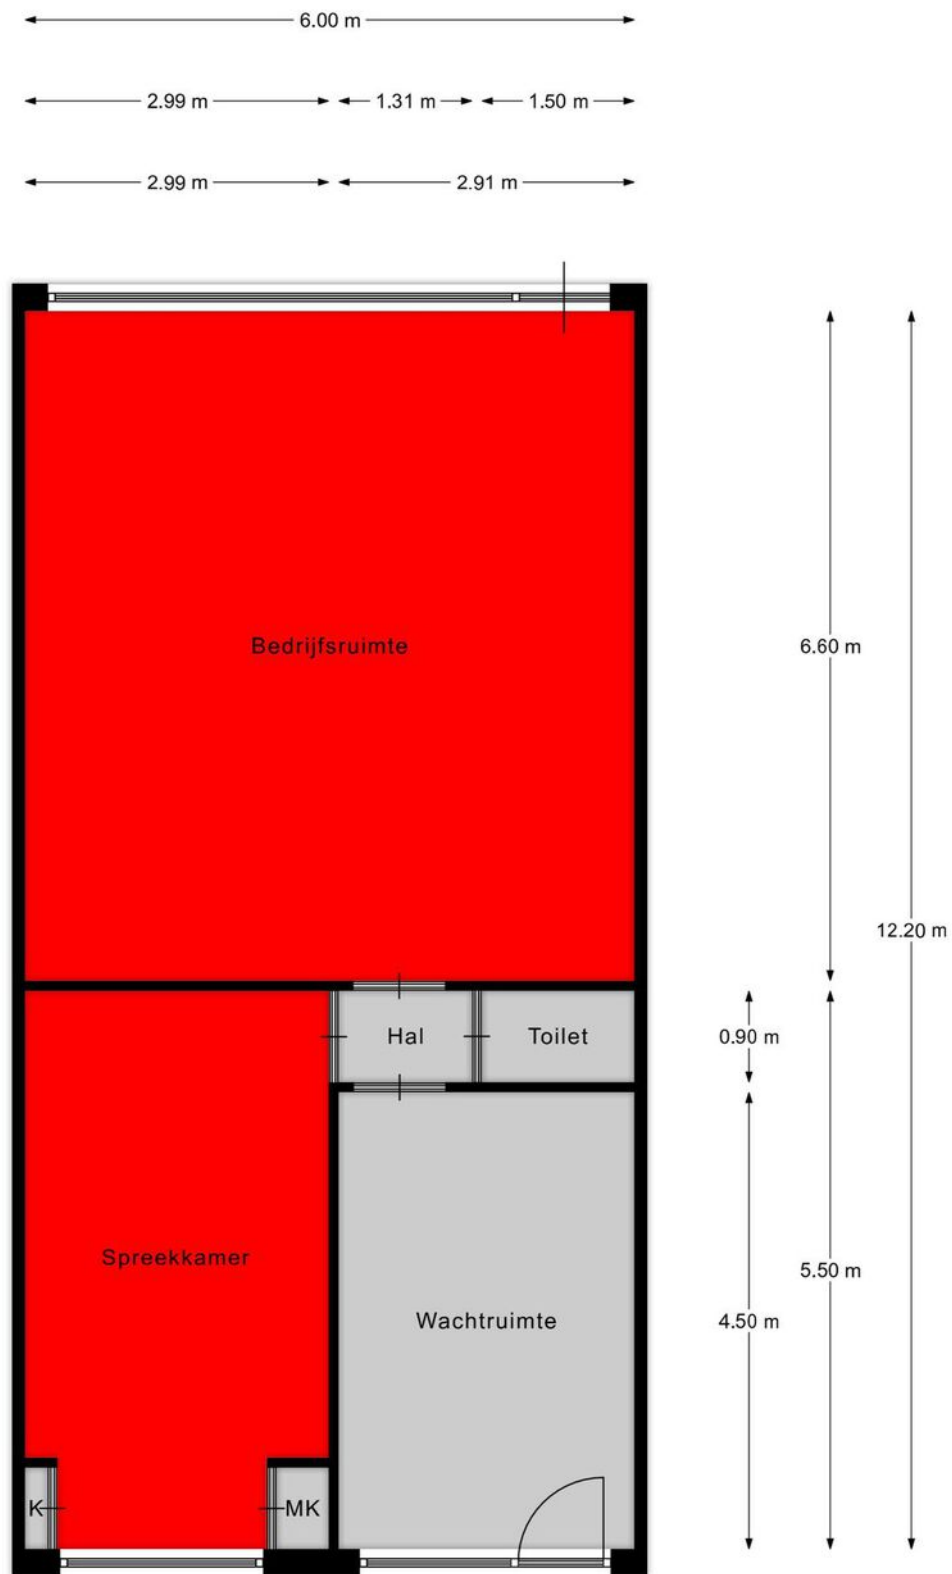 6.00 m
2.99 m
1.31 m
1.50 m
2.99 m
2.91 m
Bedrijfsruimte
6.60 m
12.20 m
Hal
Toilet
0.90 m
Spreekkamer
5.50 m
Wachtruimte
4.50 m
K
MK